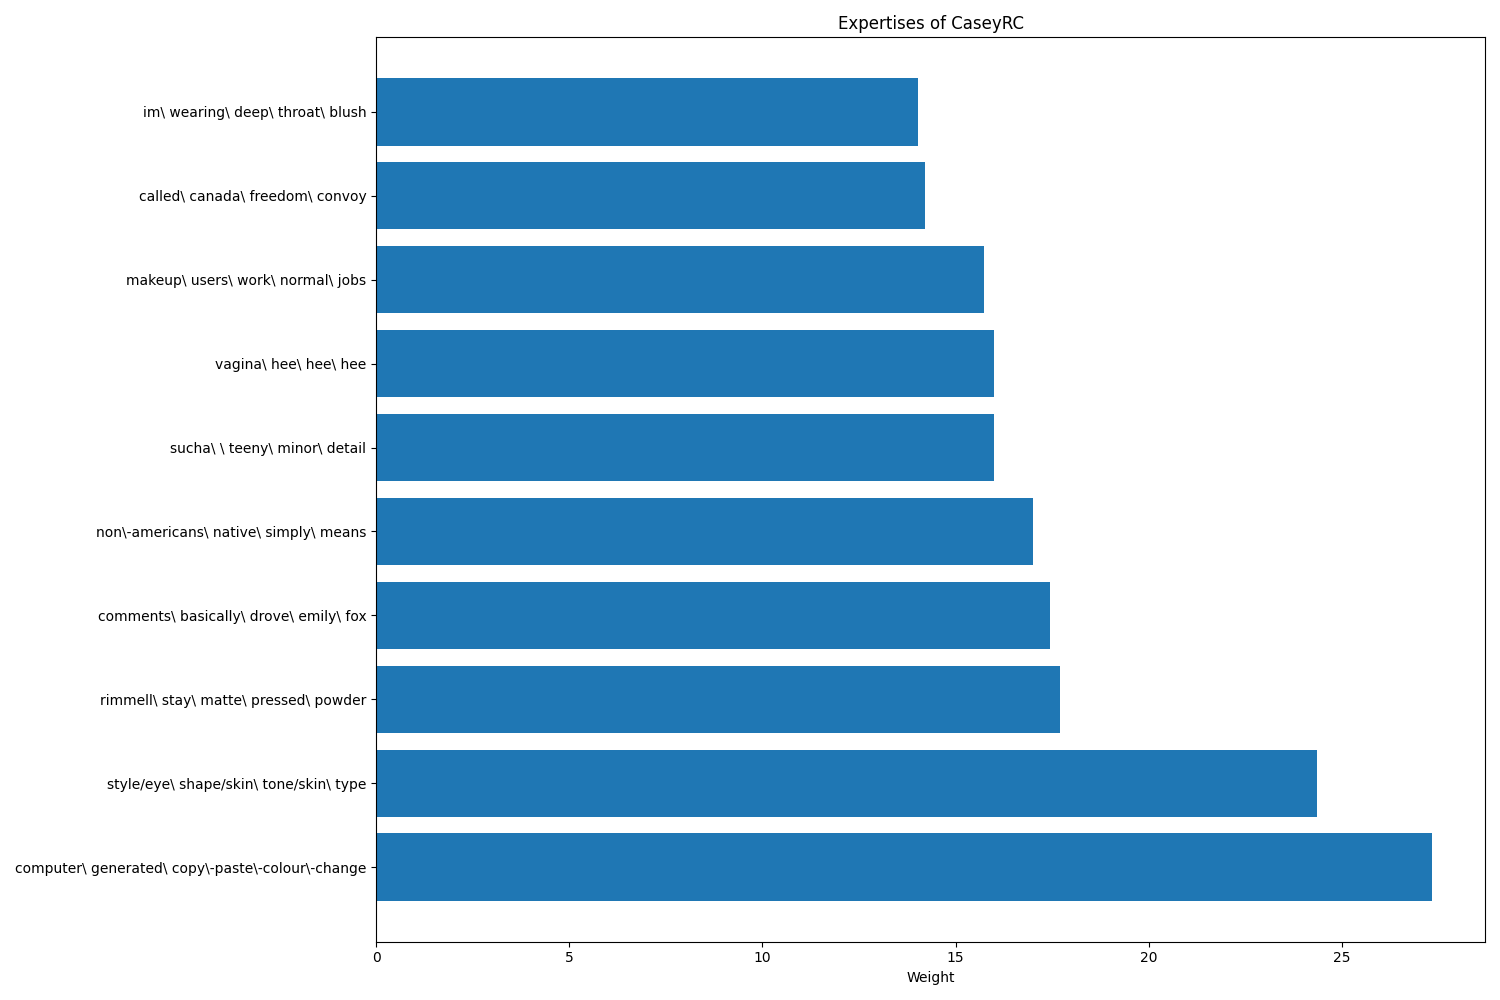 Expertises of CaseyRC
im\ wearing\ deep\ throat\ blush
called\ canada\ freedom\ convoy
makeup\ users\ work\ normal\ jobs
vagina\ hee\ hee\ hee
sucha\ \ teeny\ minor\ detail
non\-americans\ native\ simply\ means
comments\ basically\ drove\ emily\ fox
rimmell\ stay\ matte\ pressed\ powder
style/eye\ shape/skin\ tone/skin\ type
computer\ generated\ copy\-paste\-colour\-change
0 5 10 15 20 25
Weight